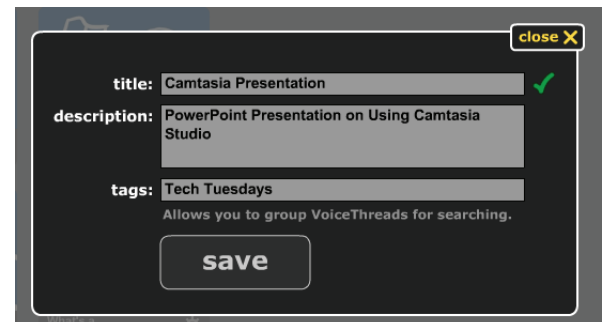 close X
title: Camtasia Presentation
description: PowerPoint Presentation on Using Camtasia
Studio
tags: Tech Tuesdays
Allows you to group VoiceThreads for searching.
save
What's a